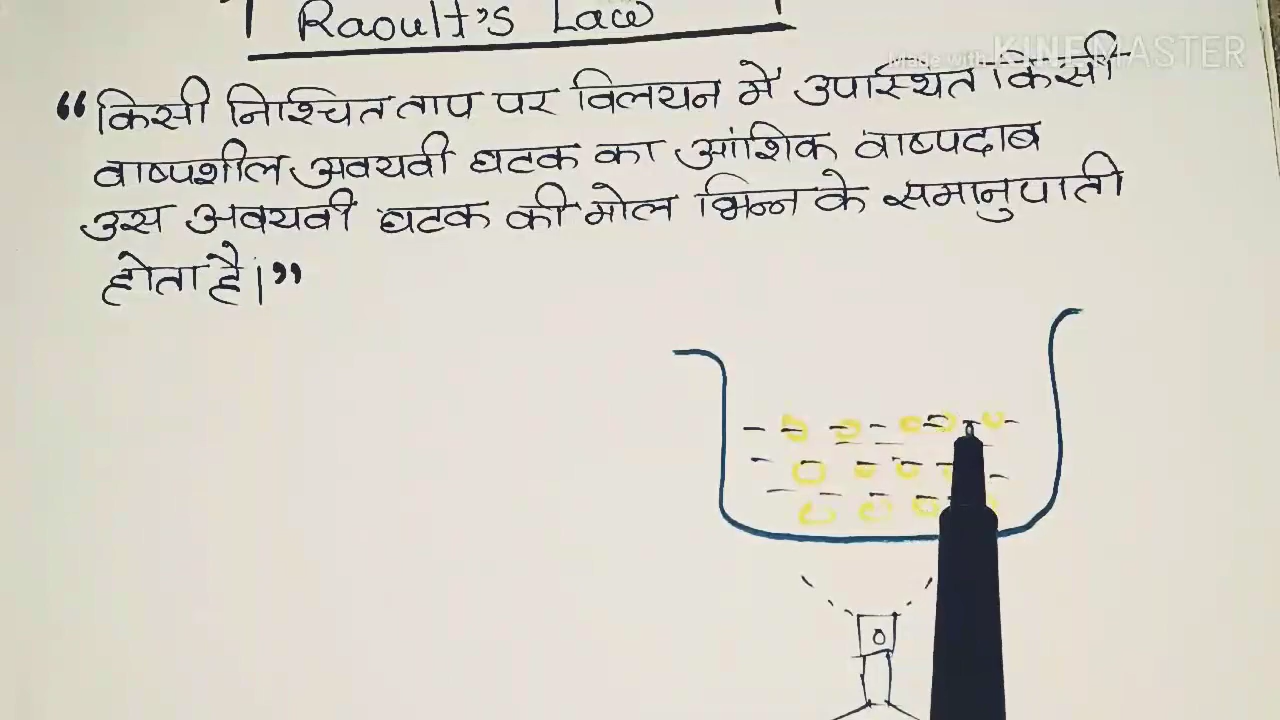 Raoult's Law
Made with KINEMASTER
“किसी निश्चित ताप पर विलयन में उपस्थित किसी
वाष्पशील अवयवी घटक का आंशिक वाष्पदाब
उस अवयवी घटक की मोल भिन्न के समानुपाती
होता है।”